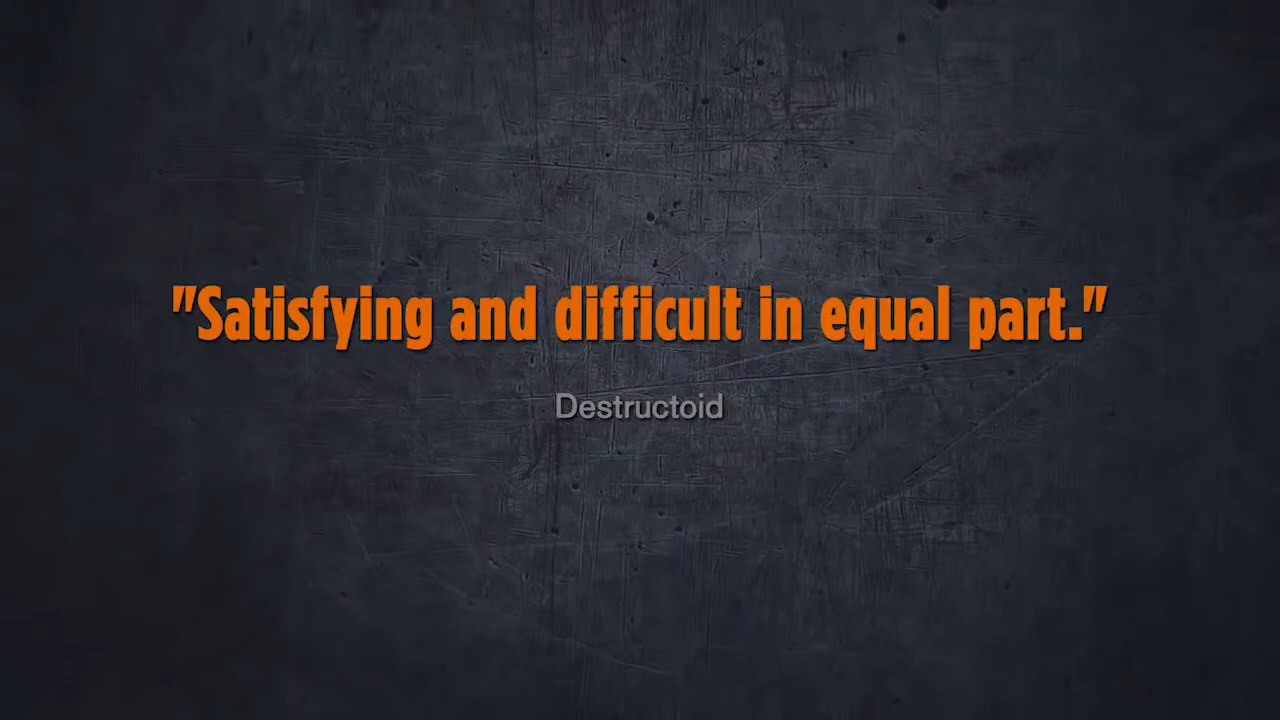 "Satisfying and difficult in equal part."
Destructoid